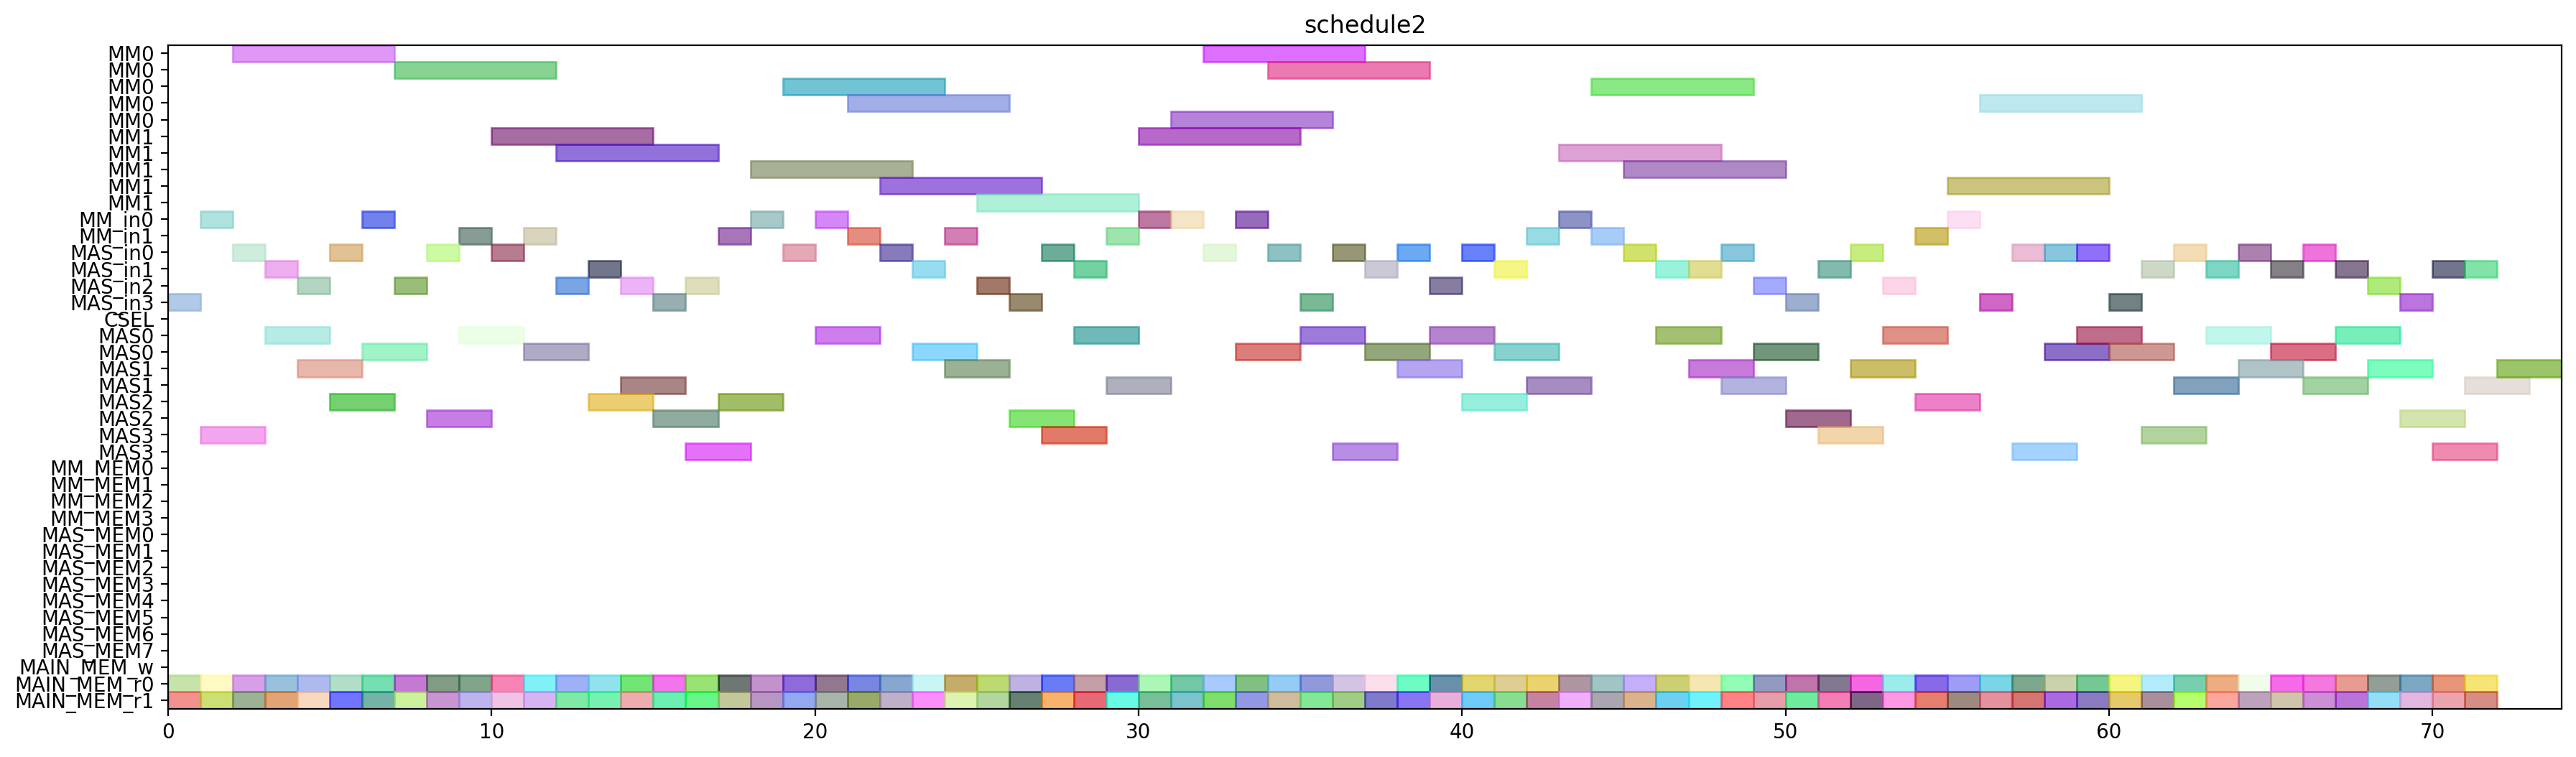 schedule2
MM0
MM0
MM0
MM0
MM0
MM1
MM1
MM1
MM1
MM1
MM_in0
MM_in1
MAS_in0
MAS_in1
MAS_in2
MAS_in3
CSEL
MAS0
MAS0
MAS1
MAS1
MAS2
MAS2
MAS3
MAS3
MM_MEM0
MM_MEM1
MM_MEM2
MM_MEM3
MAS_MEM0
MAS_MEM1
MAS_MEM2
MAS_MEM3
MAS_MEM4
MAS_MEM5
MAS_MEM6
MAS_MEM7
MAIN_MEM_w
MAIN_MEM_r0
MAIN_MEM_r1
0 10 20 30 40 50 60 70